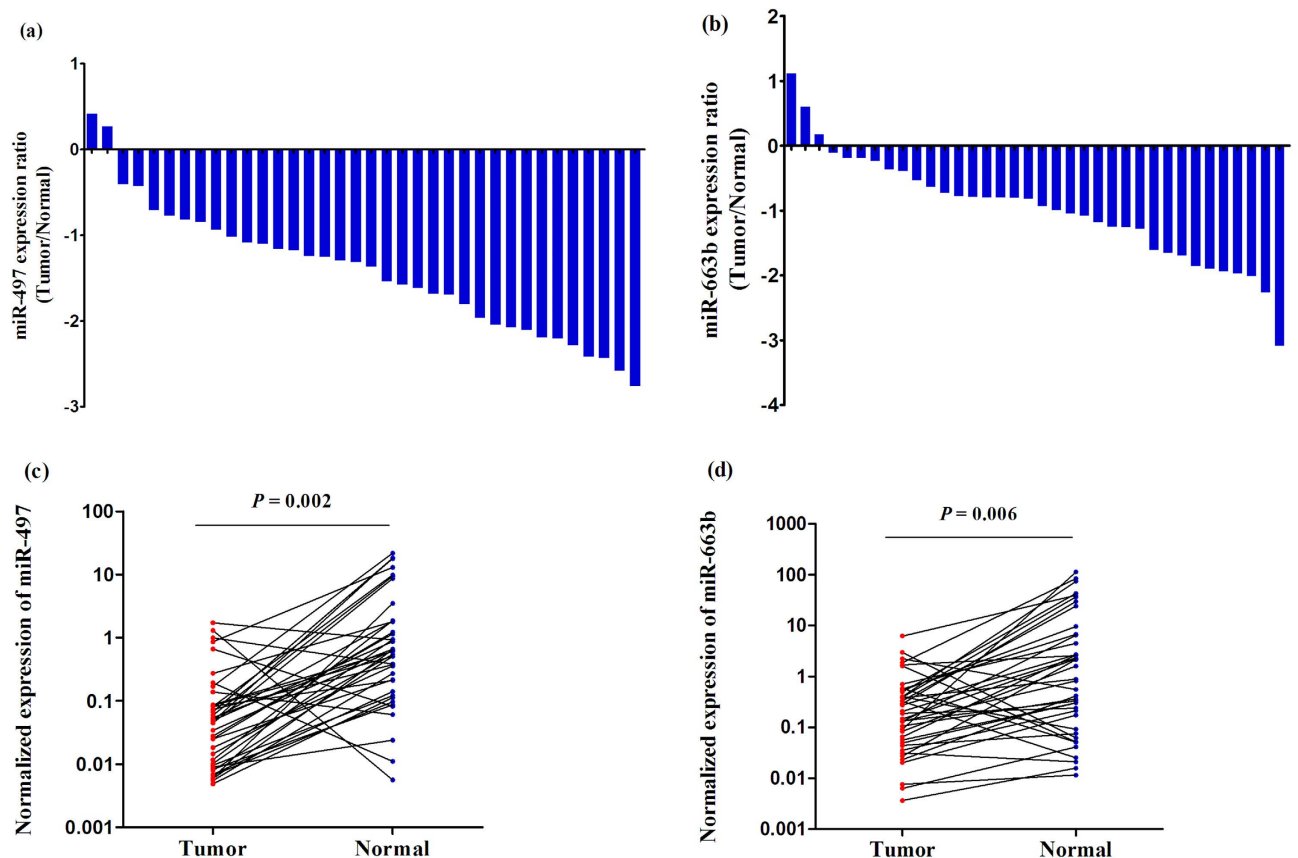 (a)
miR-497 expression ratio
(Tumor/Normal)
1
0
-1
-2
-3
(b)
miR-663b expression ratio
(Tumor/Normal)
2
1
0
-1
-2
-3
-4
(c)
P = 0.002
Normalized expression of miR-497
100
10
1
0.1
0.01
0.001
Tumor
Normal
(d)
P = 0.006
Normalized expression of miR-663b
1000
100
10
1
0.1
0.01
0.001
Tumor
Normal